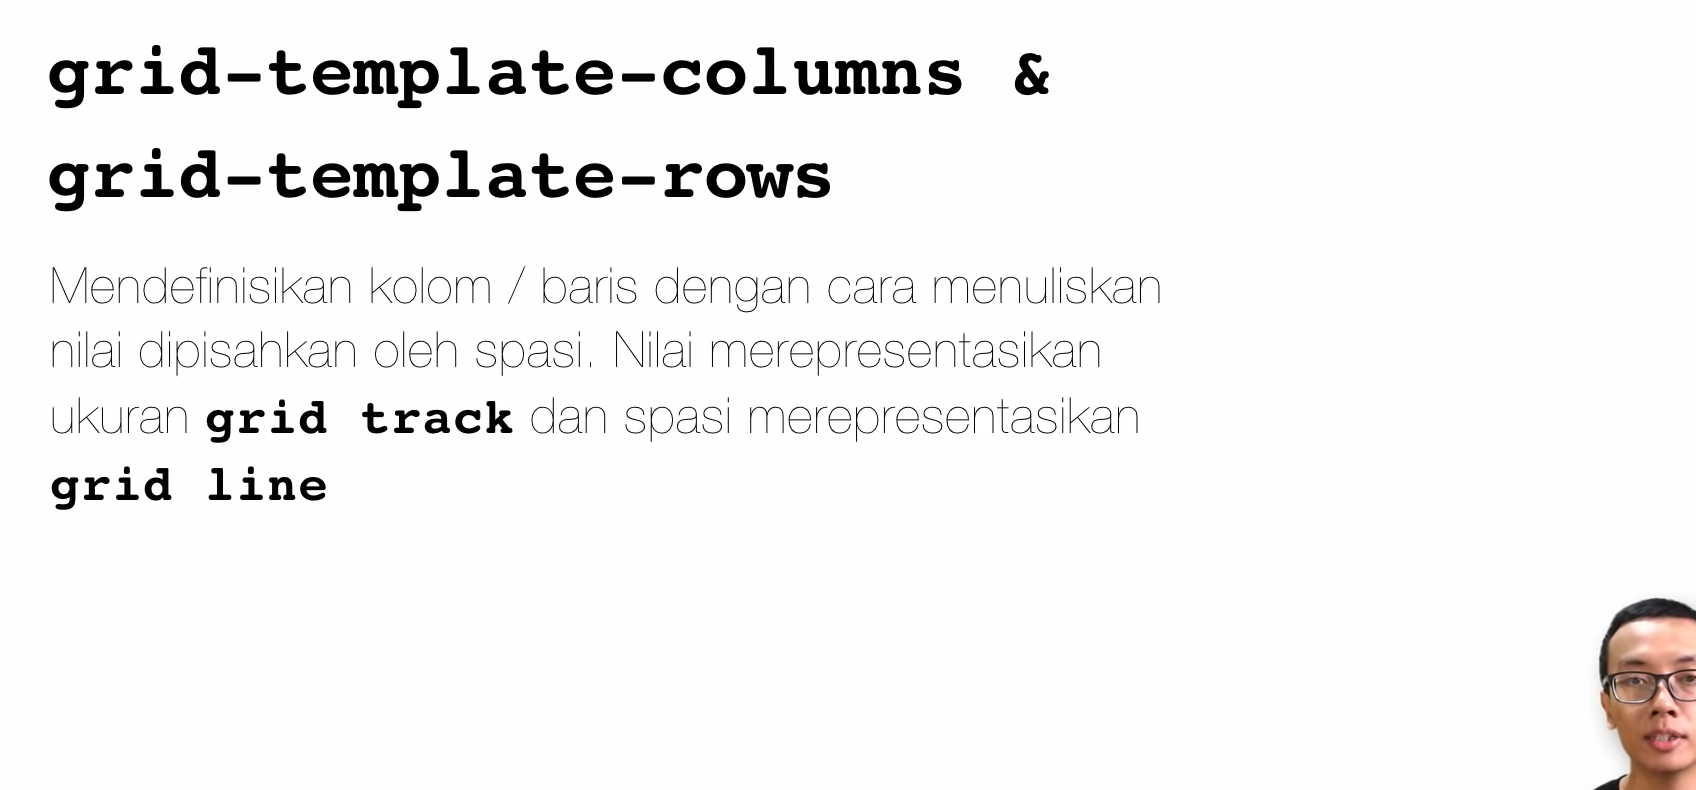 grid-template-columns &
grid-template-rows
Mendefinisikan kolom / baris dengan cara menuliskan
nilai dipisahkan oleh spasi. Nilai merepresentasikan
ukuran grid track dan spasi merepresentasikan
grid line